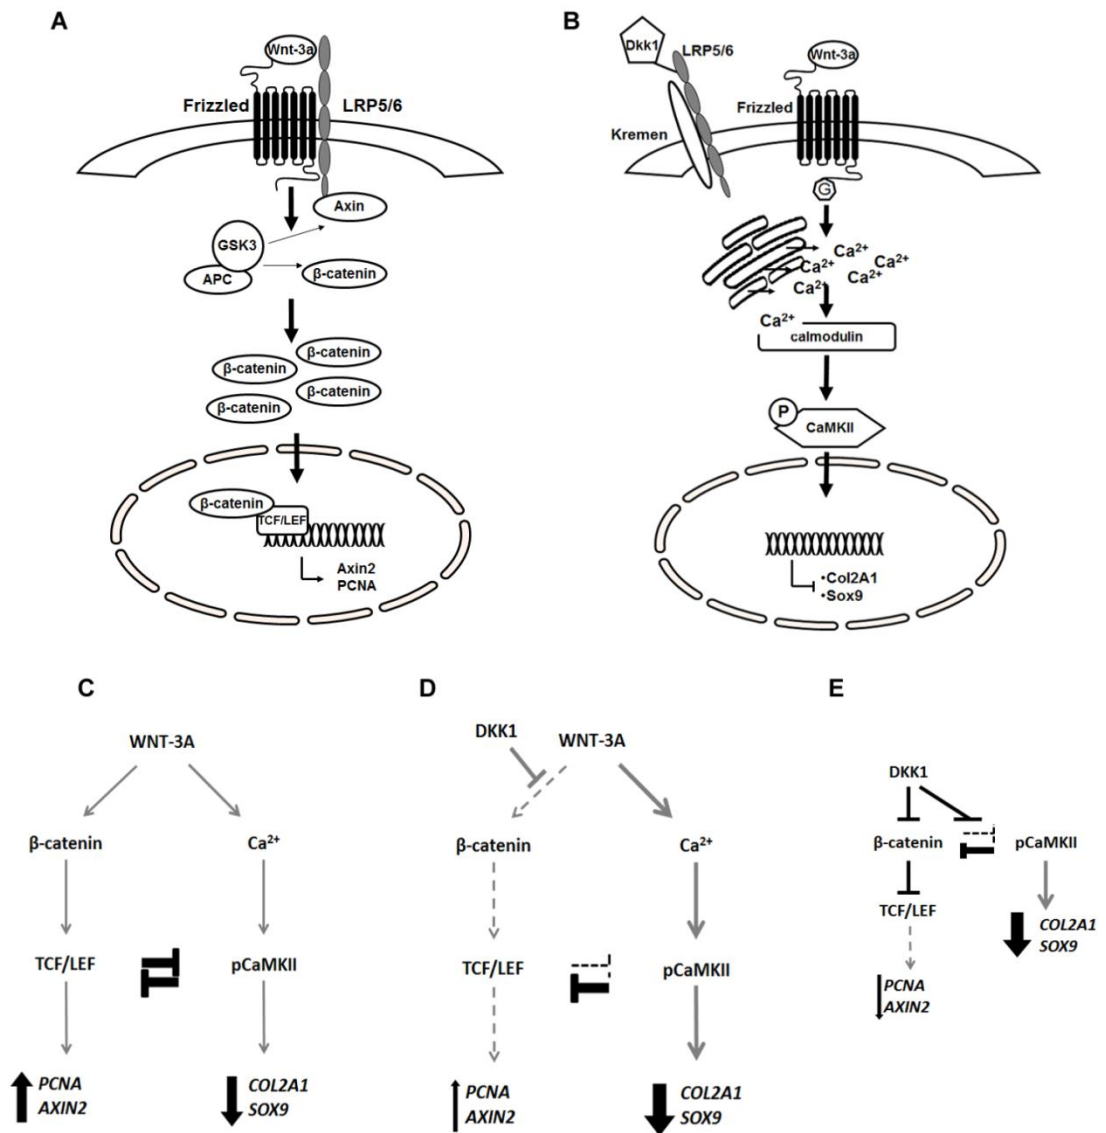 A
Wnt-3a
Frizzled
LRP5/6
Axin
GSK3
APC
β-catenin
β-catenin
β-catenin
β-catenin
β-catenin
β-catenin
TCF/LEF
Axin2
PCNA
B
Dkk1
LRP5/6
Wnt-3a
Frizzled
Kremen
G
Ca²⁺
Ca²⁺
Ca²⁺
Ca²⁺
Ca²⁺
Ca²⁺
calmodulin
P
CaMKII
•Col2A1
•Sox9
C
WNT-3A
β-catenin
Ca²⁺
TCF/LEF
pCaMKII
PCNA
AXIN2
COL2A1
SOX9
D
DKK1
WNT-3A
β-catenin
Ca²⁺
TCF/LEF
pCaMKII
PCNA
AXIN2
COL2A1
SOX9
E
DKK1
β-catenin
pCaMKII
TCF/LEF
COL2A1
SOX9
PCNA
AXIN2